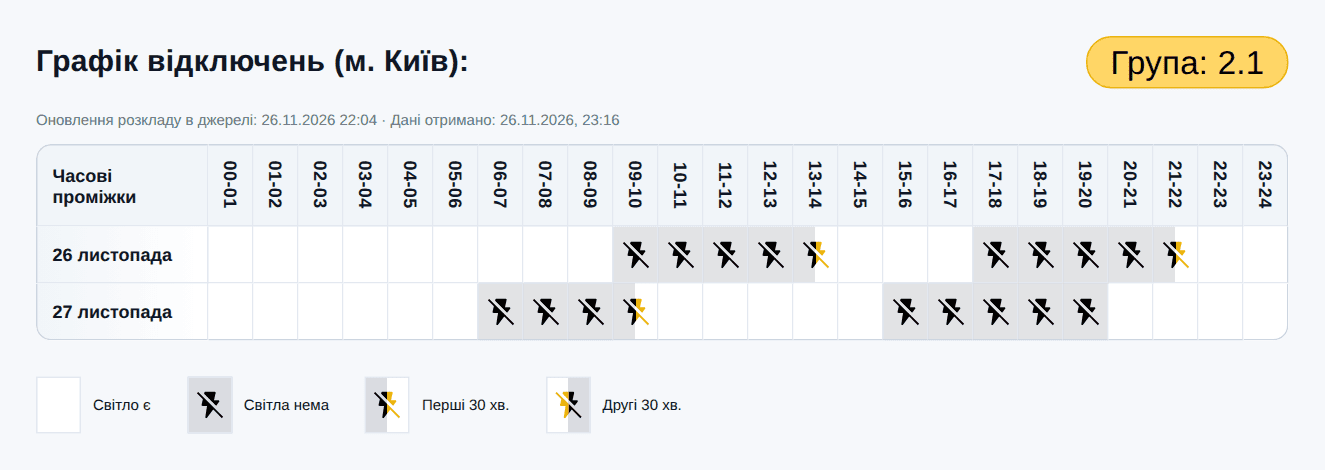 Графік відключень (м. Київ):
Група: 2.1
Оновлення розкладу в джерелі: 26.11.2026 22:04 · Дані отримано: 26.11.2026, 23:16
Часові
проміжки
00-01
01-02
02-03
03-04
04-05
05-06
06-07
07-08
08-09
09-10
10-11
11-12
12-13
13-14
14-15
15-16
16-17
17-18
18-19
19-20
20-21
21-22
22-23
23-24
26 листопада
27 листопада
Світло є
Світла нема
Перші 30 хв.
Другі 30 хв.